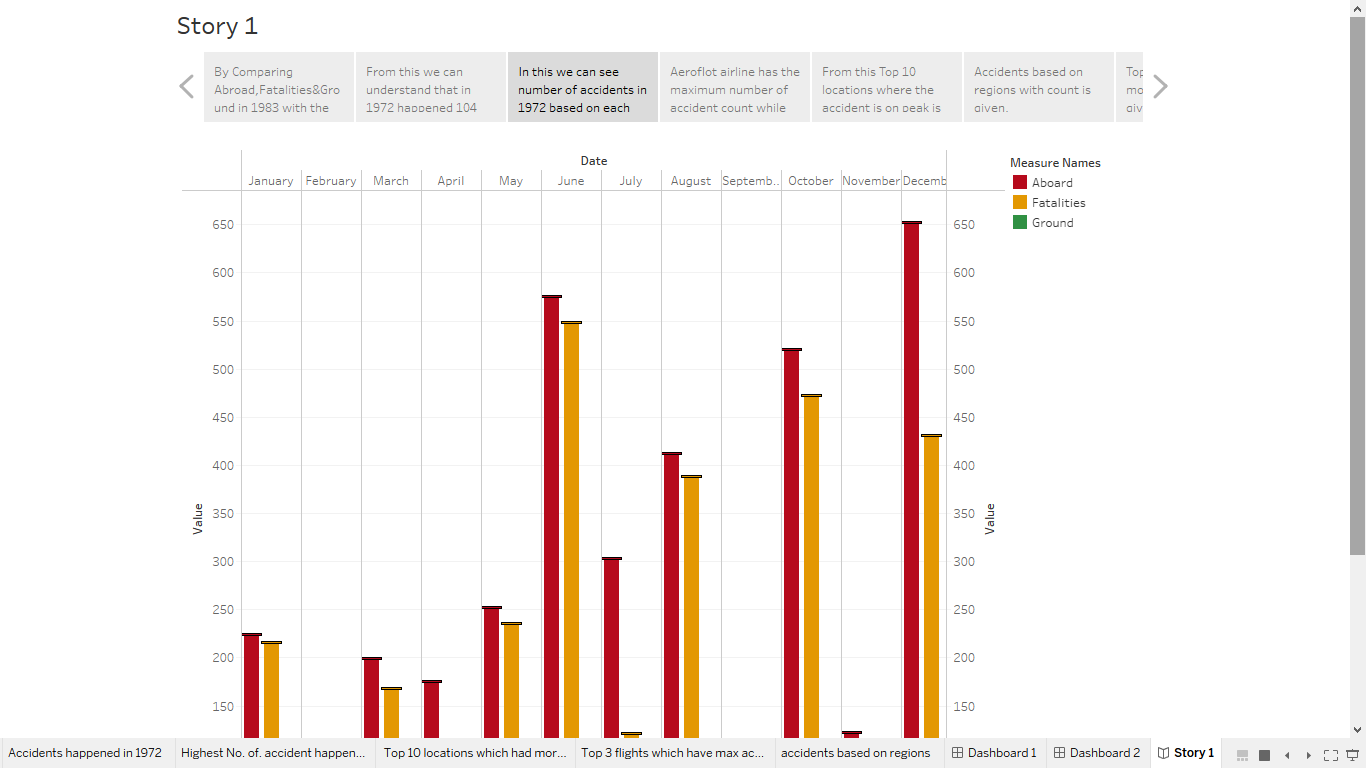 Story 1
By Comparing
Abroad,Fatalities&Gro
und in 1983 with the
From this we can
understand that in
1972 happened 104
In this we can see
number of accidents in
1972 based on each
Aeroflot airline has the
maximum number of
accident count while
From this Top 10
locations where the
accident is on peak is
Accidents based on
regions with count is
given.
Top
mo
giv
Date
January February March April May June July August Septemb.. October November Decemb
Measure Names
Aboard
Fatalities
Ground
650 650
600 600
550 550
500 500
450 450
400 400
350 350
300 300
250 250
200 200
150 150
Value
Value
Accidents happened in 1972 Highest No. of. accident happen... Top 10 locations which had mor... Top 3 flights which have max ac... accidents based on regions Dashboard 1 Dashboard 2 Story 1